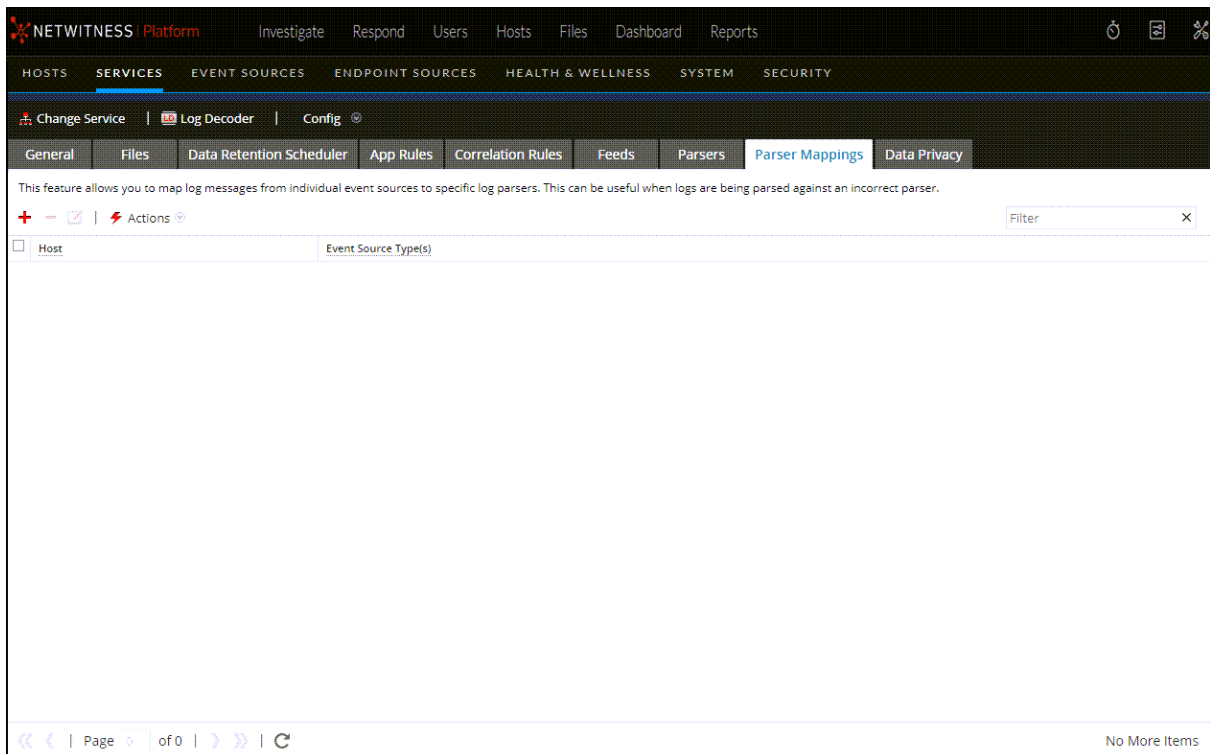 NETWITNESS Platform Investigate Respond Users Hosts Files Dashboard Reports
HOSTS SERVICES EVENT SOURCES ENDPOINT SOURCES HEALTH & WELLNESS SYSTEM SECURITY
Change Service | LD Log Decoder | Config
General Files Data Retention Scheduler App Rules Correlation Rules Feeds Parsers Parser Mappings Data Privacy
This feature allows you to map log messages from individual event sources to specific log parsers. This can be useful when logs are being parsed against an incorrect parser.
| Actions Filter
Host Event Source Type(s)
| Page 0 of 0 | | No More Items